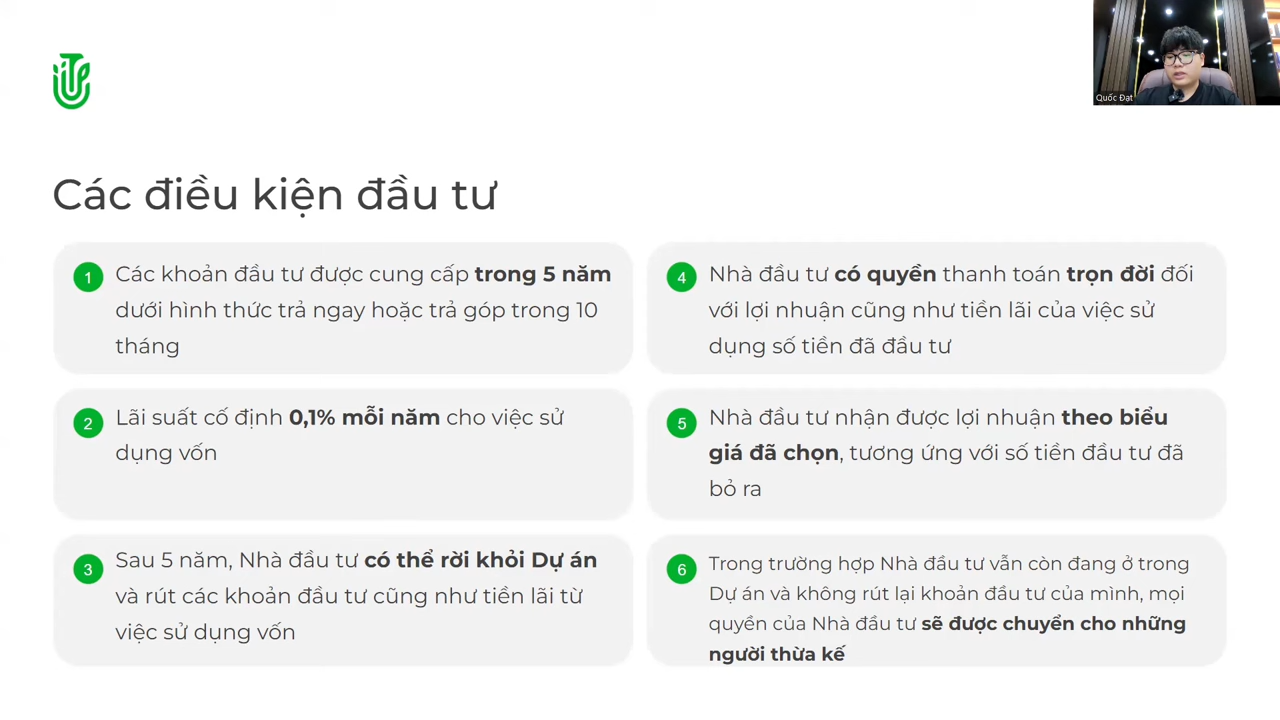 Quốc Đạt
Các điều kiện đầu tư
1
Các khoản đầu tư được cung cấp trong 5 năm
dưới hình thức trả ngay hoặc trả góp trong 10
tháng
2
Lãi suất cố định 0,1% mỗi năm cho việc sử
dụng vốn
3
Sau 5 năm, Nhà đầu tư có thể rời khỏi Dự án
và rút các khoản đầu tư cũng như tiền lãi từ
việc sử dụng vốn
4
Nhà đầu tư có quyền thanh toán trọn đời đối
với lợi nhuận cũng như tiền lãi của việc sử
dụng số tiền đã đầu tư
5
Nhà đầu tư nhận được lợi nhuận theo biểu
giá đã chọn, tương ứng với số tiền đầu tư đã
bỏ ra
6
Trong trường hợp Nhà đầu tư vẫn còn đang ở trong
Dự án và không rút lại khoản đầu tư của mình, mọi
quyền của Nhà đầu tư sẽ được chuyển cho những
người thừa kế